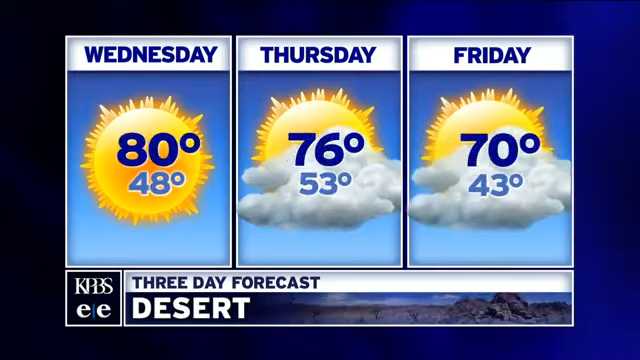 WEDNESDAY
80°
48°
THURSDAY
76°
53°
FRIDAY
70°
43°
KPBS
e|e
THREE DAY FORECAST
DESERT